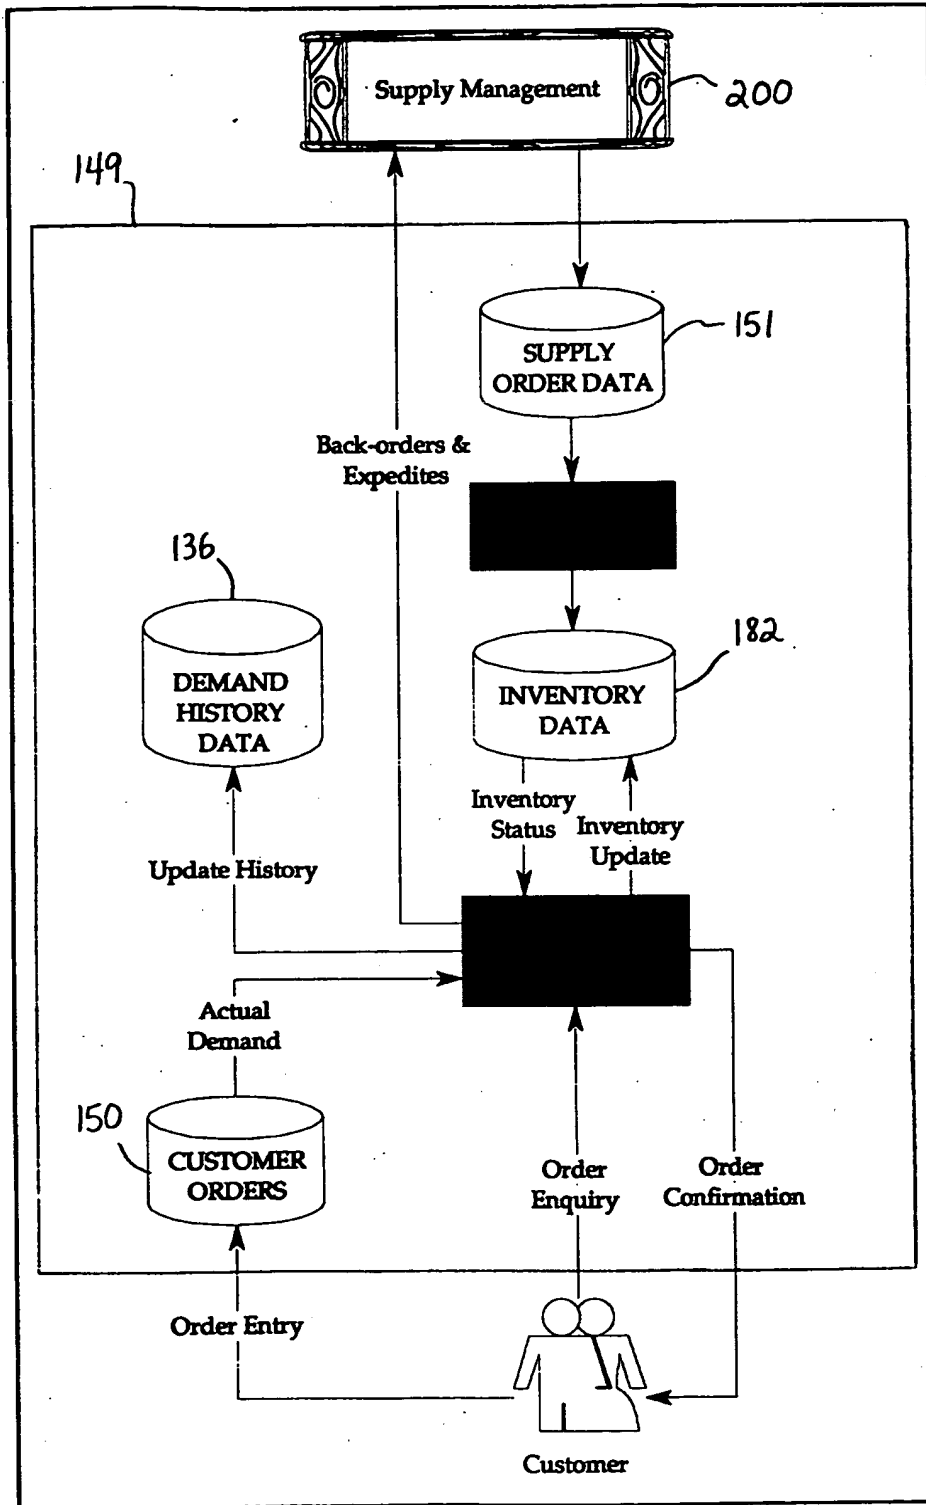 Supply Management
200
149
SUPPLY
ORDER DATA
151
Back-orders &
Expedites
136
DEMAND
HISTORY
DATA
182
INVENTORY
DATA
Inventory
Status
Inventory
Update
Update History
Actual
Demand
150
CUSTOMER
ORDERS
Order
Enquiry
Order
Confirmation
Order Entry
Customer